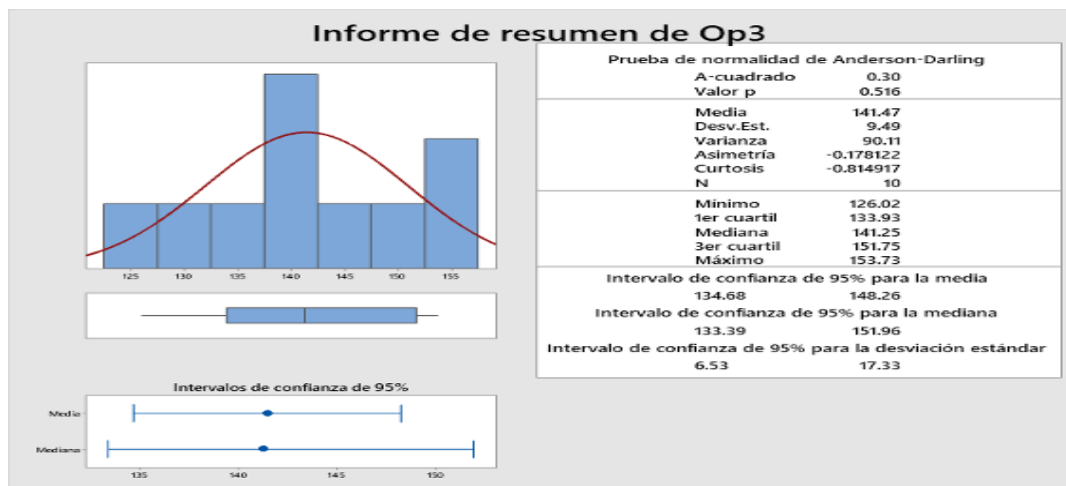 Informe de resumen de Op3
125 130 135 140 145 150 155
Intervalos de confianza de 95%
Media
Mediana
135 140 145 150
Prueba de normalidad de Anderson-Darling
A-cuadrado 0.30
Valor p 0.516
Media 141.47
Desv.Est. 9.49
Varianza 90.11
Asimetría -0.178122
Curtosis -0.814917
N 10
Mínimo 126.02
1er cuartil 133.93
Mediana 141.25
3er cuartil 151.75
Máximo 153.73
Intervalo de confianza de 95% para la media
134.68 148.26
Intervalo de confianza de 95% para la mediana
133.39 151.96
Intervalo de confianza de 95% para la desviación estándar
6.53 17.33